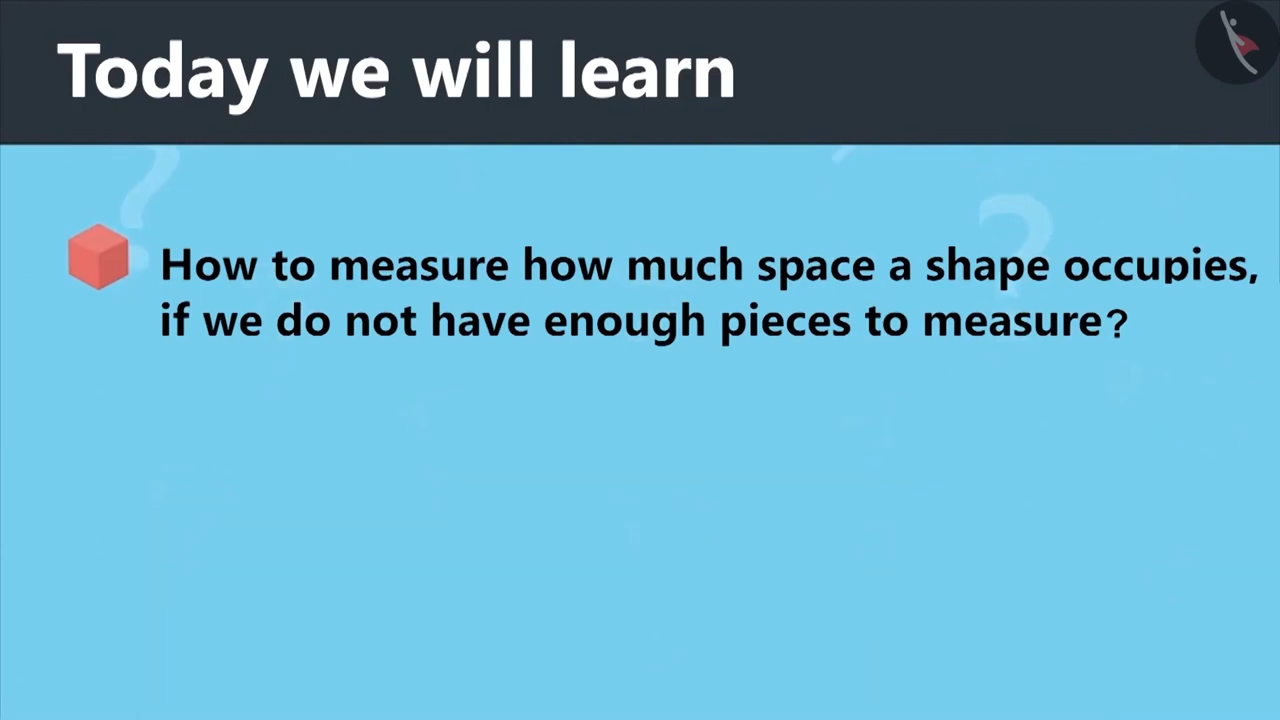 Today we will learn
How to measure how much space a shape occupies,
if we do not have enough pieces to measure?